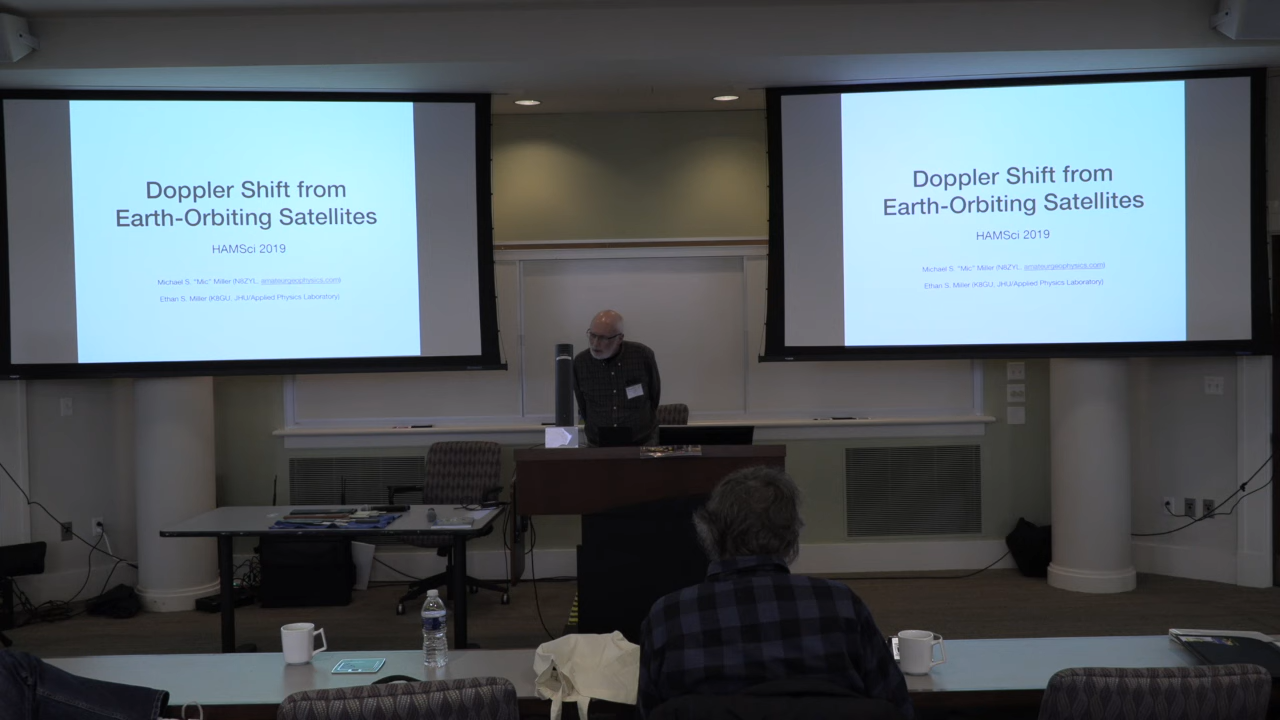 Doppler Shift from
Earth-Orbiting Satellites
HAMSci 2019
Michael S. "Mic" Miller (N8ZYL, amateurgeophysics.com)
Ethan S. Miller (K8GU, JHU/Applied Physics Laboratory)
Doppler Shift from
Earth-Orbiting Satellites
HAMSci 2019
Michael S. "Mic" Miller (N8ZYL, amateurgeophysics.com)
Ethan S. Miller (K8GU, JHU/Applied Physics Laboratory)